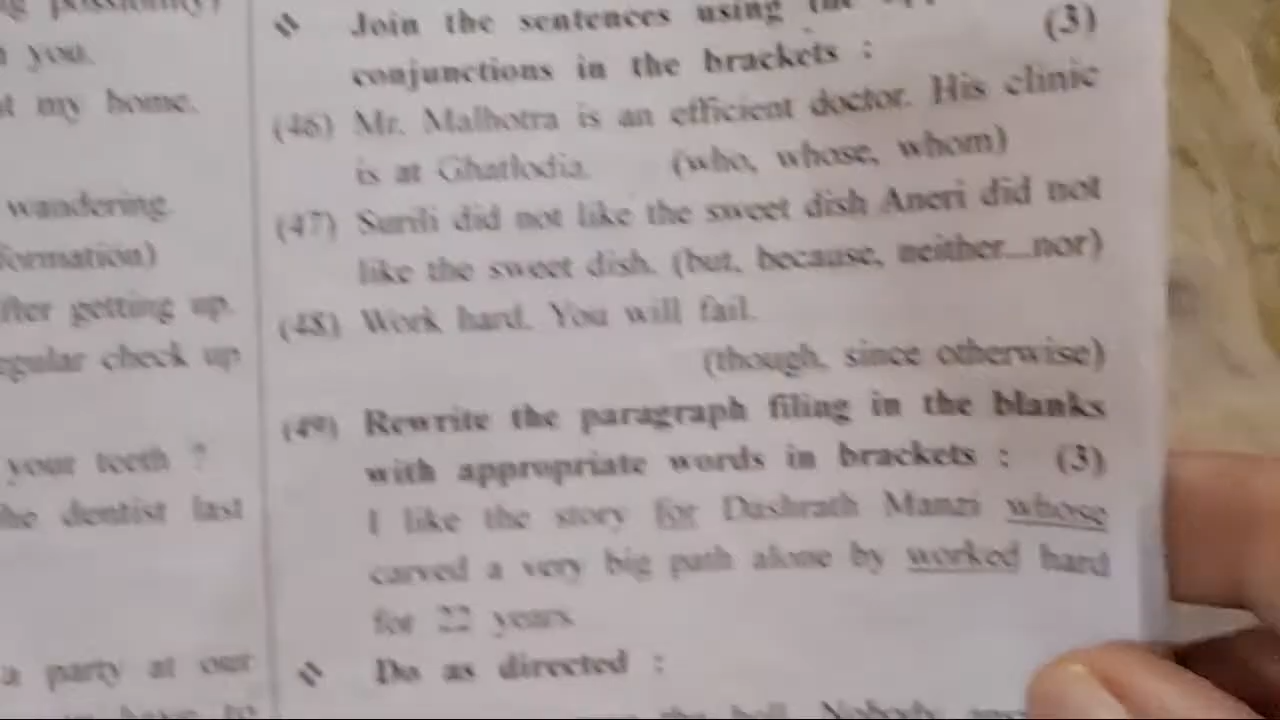 you.
my home.
wandering.
getting up.
check up
your teeth ?
the dentist last
a party at our
❖ Join the sentences using
conjunctions in the brackets : (3)
(46) Mr. Malhotra is an efficient doctor. His clinic
is at Ghatlodia. (who, whose, whom)
(47) Surili did not like the sweet dish Aneri did not
like the sweet dish. (but, because, neither...nor)
(48) Work hard. You will fail.
(though, since otherwise)
(49) Rewrite the paragraph filing in the blanks
with appropriate words in brackets : (3)
I like the story for Dashrath Manzi whose
carved a very big path alone by worked hard
for 22 years
❖ Do as directed :
Nobody